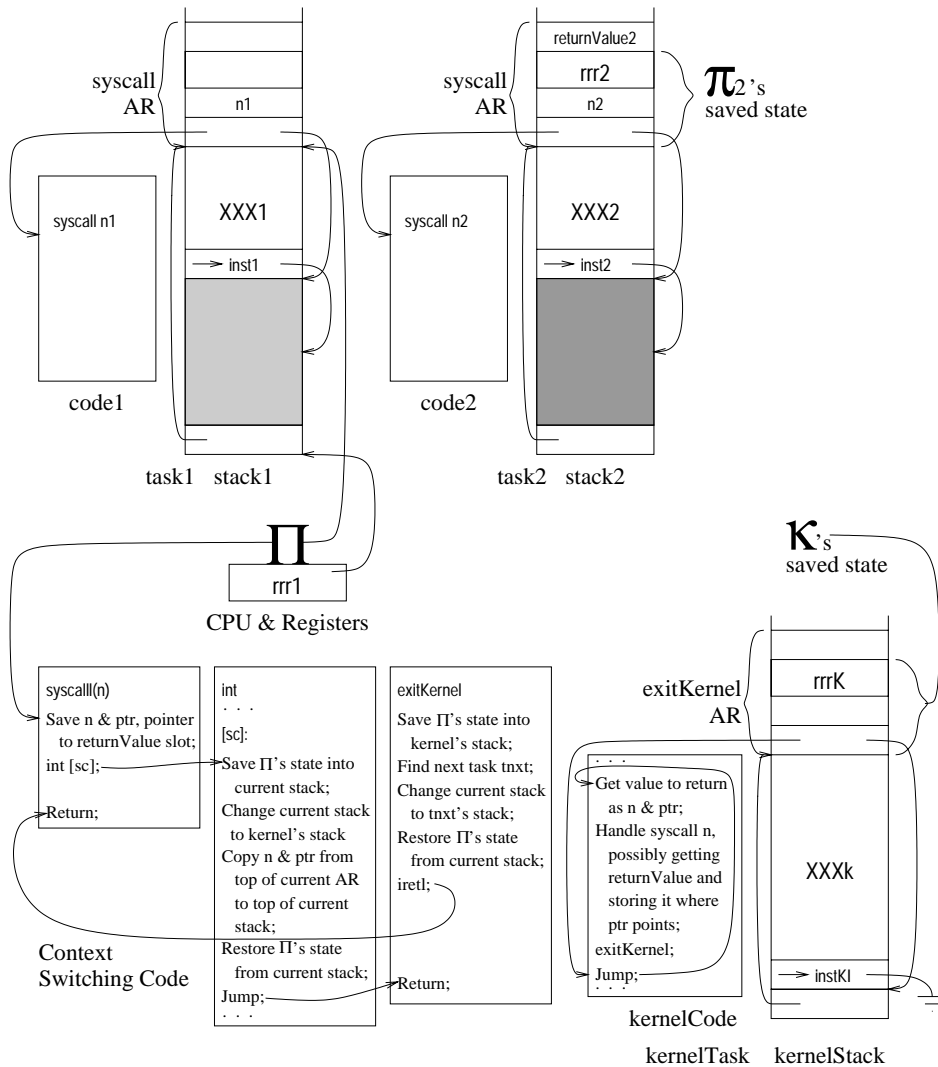 returnValue2
rrr2
syscall
AR
n1
syscall
AR
n2
π2's
saved state
syscall n1
XXX1
syscall n2
XXX2
inst1
inst2
code1
code2
task1 stack1
task2 stack2
Π
rrr1
CPU & Registers
κ's
saved state
syscalll(n)
Save n & ptr, pointer
to returnValue slot;
int [sc];
Return;
int
. . .
[sc]:
Save Π's state into
current stack;
Change current stack
to kernel's stack
Copy n & ptr from
top of current AR
to top of current
stack;
Restore Π's state
from current stack;
Jump;
. . .
exitKernel
Save Π's state into
kernel's stack;
Find next task tnxt;
Change current stack
to tnxt's stack;
Restore Π's state
from current stack;
iretl;
Return;
Context
Switching Code
exitKernel
AR
rrrK
. . .
Get value to return
as n & ptr;
Handle syscall n,
possibly getting
returnValue and
storing it where
ptr points;
exitKernel;
Jump;
. . .
XXXk
instKI
kernelCode
kernelTask kernelStack